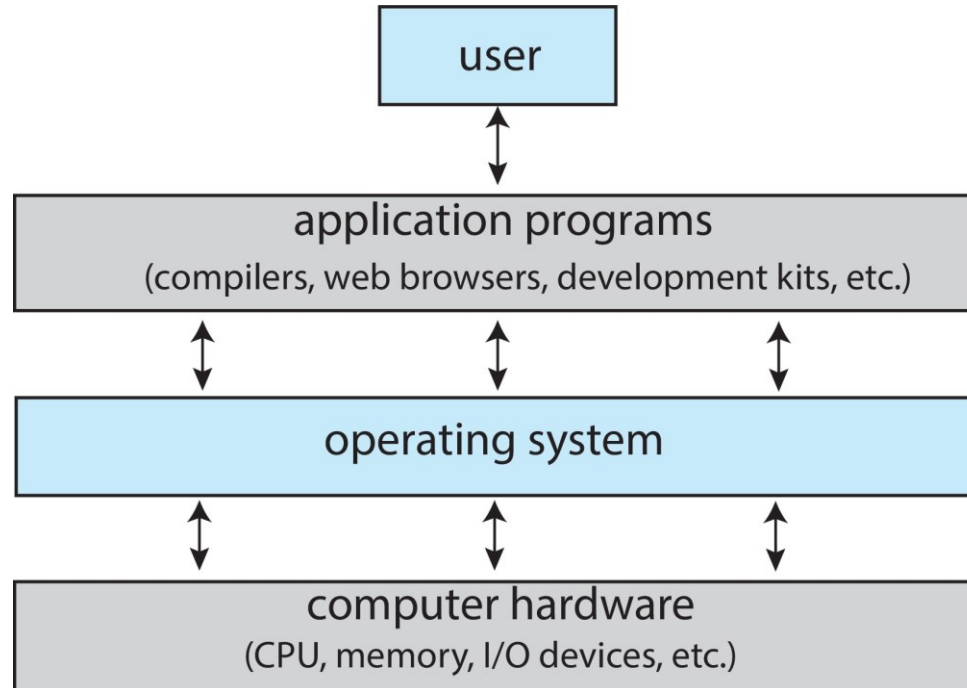 user
application programs
(compilers, web browsers, development kits, etc.)
operating system
computer hardware
(CPU, memory, I/O devices, etc.)